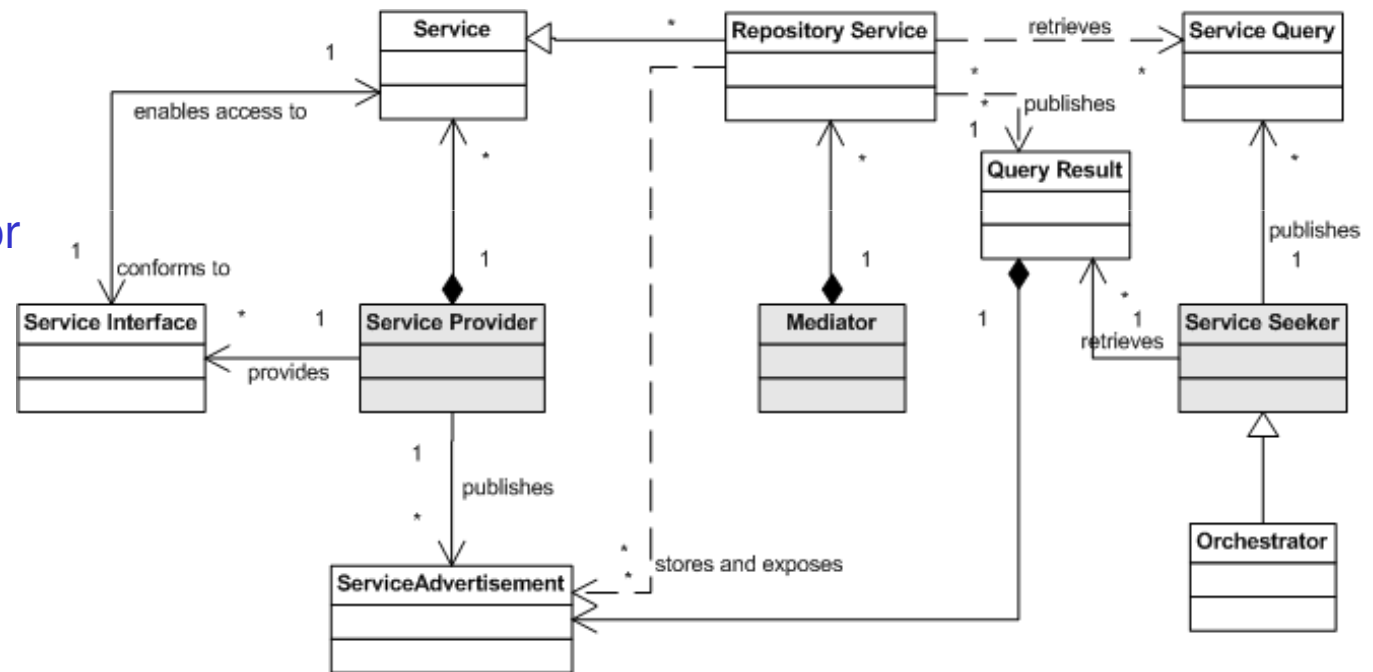 Service
*
Repository Service
retrieves
Service Query
1
*
*
enables access to
*
publishes
*
1
*
Query Result
*
or
publishes
1
conforms to
1
1
1
*
Service Interface
*
1
Service Provider
Mediator
1
1
Service Seeker
retrieves
provides
1
publishes
*
*
stores and exposes
*
ServiceAdvertisement
Orchestrator